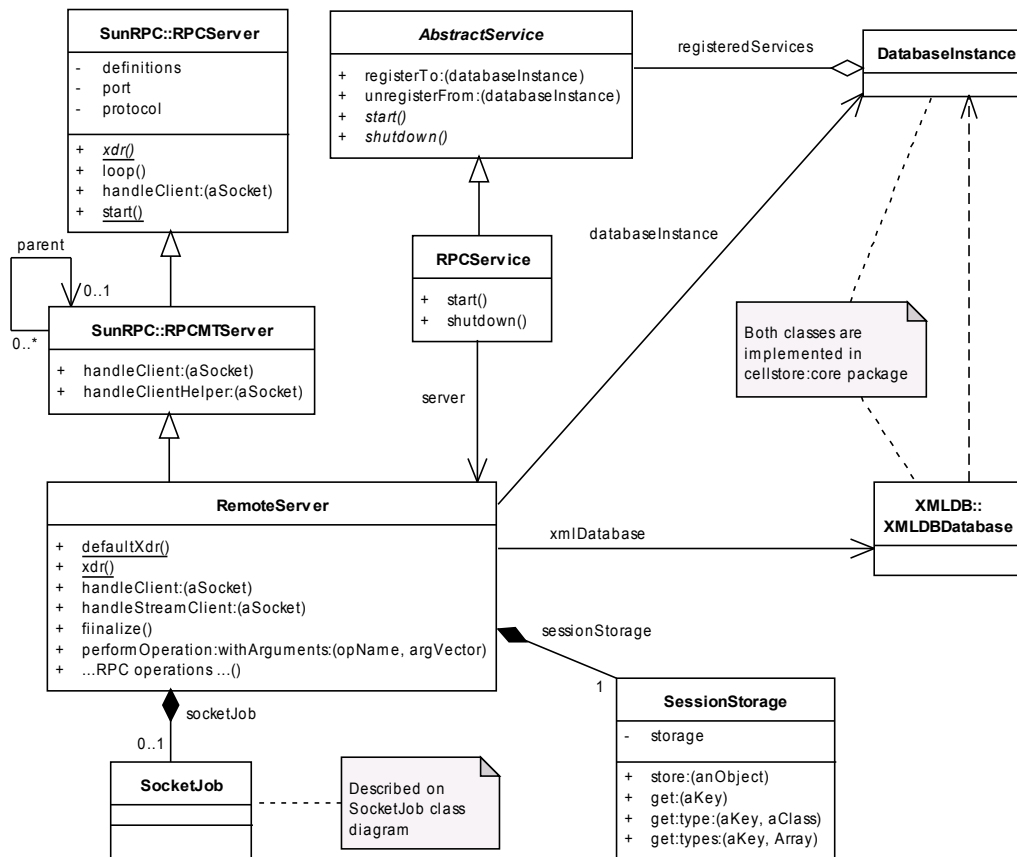 SunRPC::RPCServer
- definitions
- port
- protocol
+ xdr()
+ loop()
+ handleClient:(aSocket)
+ start()
AbstractService
+ registerTo:(databaseInstance)
+ unregisterFrom:(databaseInstance)
+ start()
+ shutdown()
registeredServices
DatabaseInstance
parent
0..1
0..*
SunRPC::RPCMTServer
+ handleClient:(aSocket)
+ handleClientHelper:(aSocket)
RPCService
+ start()
+ shutdown()
databaseInstance
Both classes are
implemented in
cellstore:core package
server
RemoteServer
+ defaultXdr()
+ xdr()
+ handleClient:(aSocket)
+ handleStreamClient:(aSocket)
+ fiinalize()
+ performOperation:withArguments:(opName, argVector)
+ ...RPC operations ...()
xmlDatabase
XMLDB::
XMLDBDatabase
sessionStorage
1
socketJob
0..1
SocketJob
Described on
SocketJob class
diagram
SessionStorage
- storage
+ store:(anObject)
+ get:(aKey)
+ get:type:(aKey, aClass)
+ get:types:(aKey, Array)